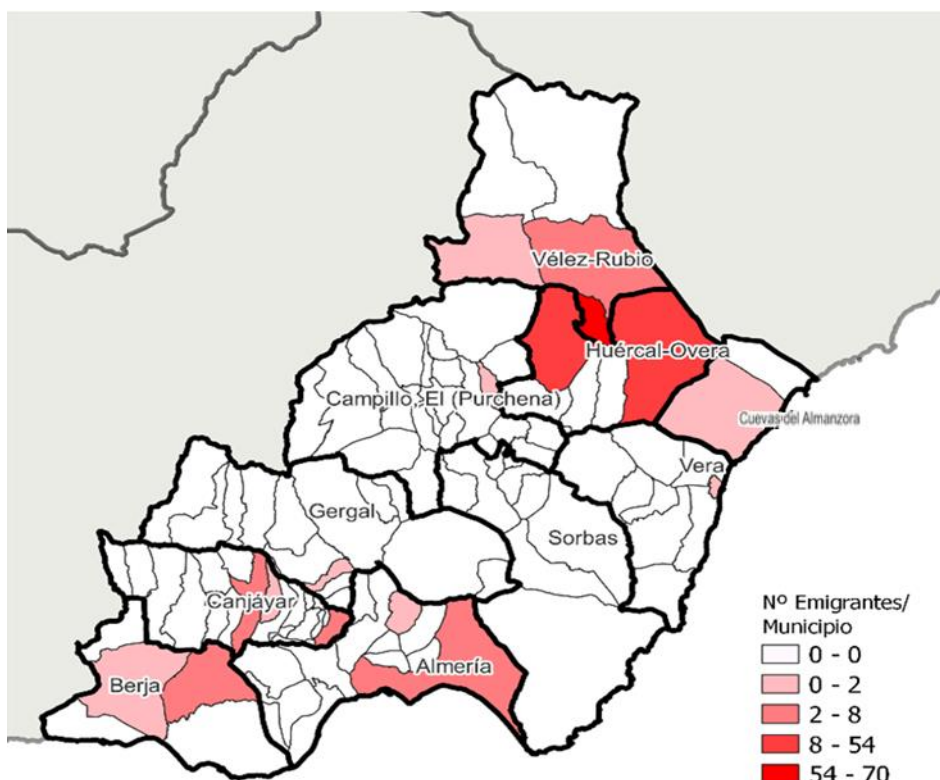 Vélez-Rubio
Huércal-Overa
Campillo, El (Purchena)
Cuevas del Almanzora
Vera
Gergal
Sorbas
Canjáyar
Almería
Berja
Nº Emigrantes/
Municipio
0 - 0
0 - 2
2 - 8
8 - 54
54 - 70